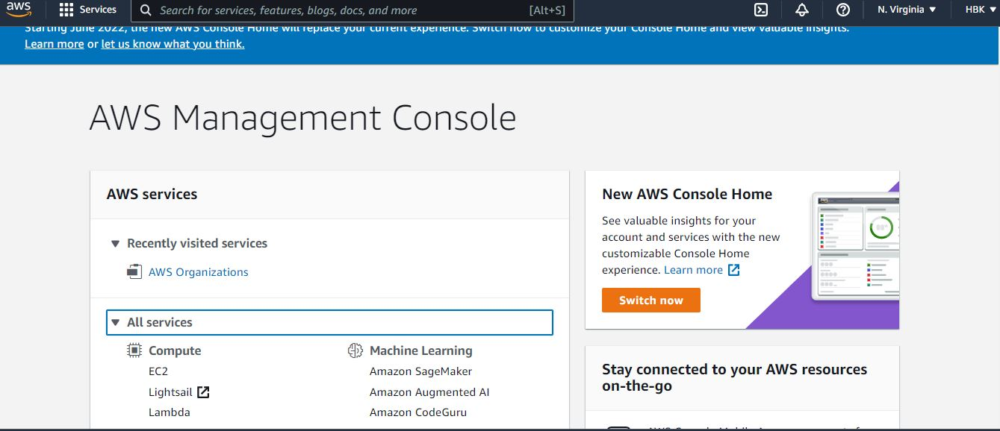 aws
Services
Search for services, features, blogs, docs, and more
[Alt+S]
N. Virginia
HBK
Starting June 2022, the new AWS Console Home will replace your current experience. Switch now to customize your Console Home and view valuable insights.
Learn more or let us know what you think.
AWS Management Console
AWS services
Recently visited services
AWS Organizations
All services
Compute
EC2
Lightsail
Lambda
Machine Learning
Amazon SageMaker
Amazon Augmented AI
Amazon CodeGuru
New AWS Console Home
See valuable insights for your
account and services with the new
customizable Console Home
experience. Learn more
Switch now
Stay connected to your AWS resources
on-the-go